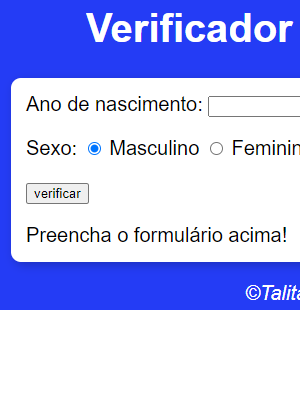 Verificador
Ano de nascimento:
Sexo: Masculino Feminin
verificar
Preencha o formulário acima!
©Talita